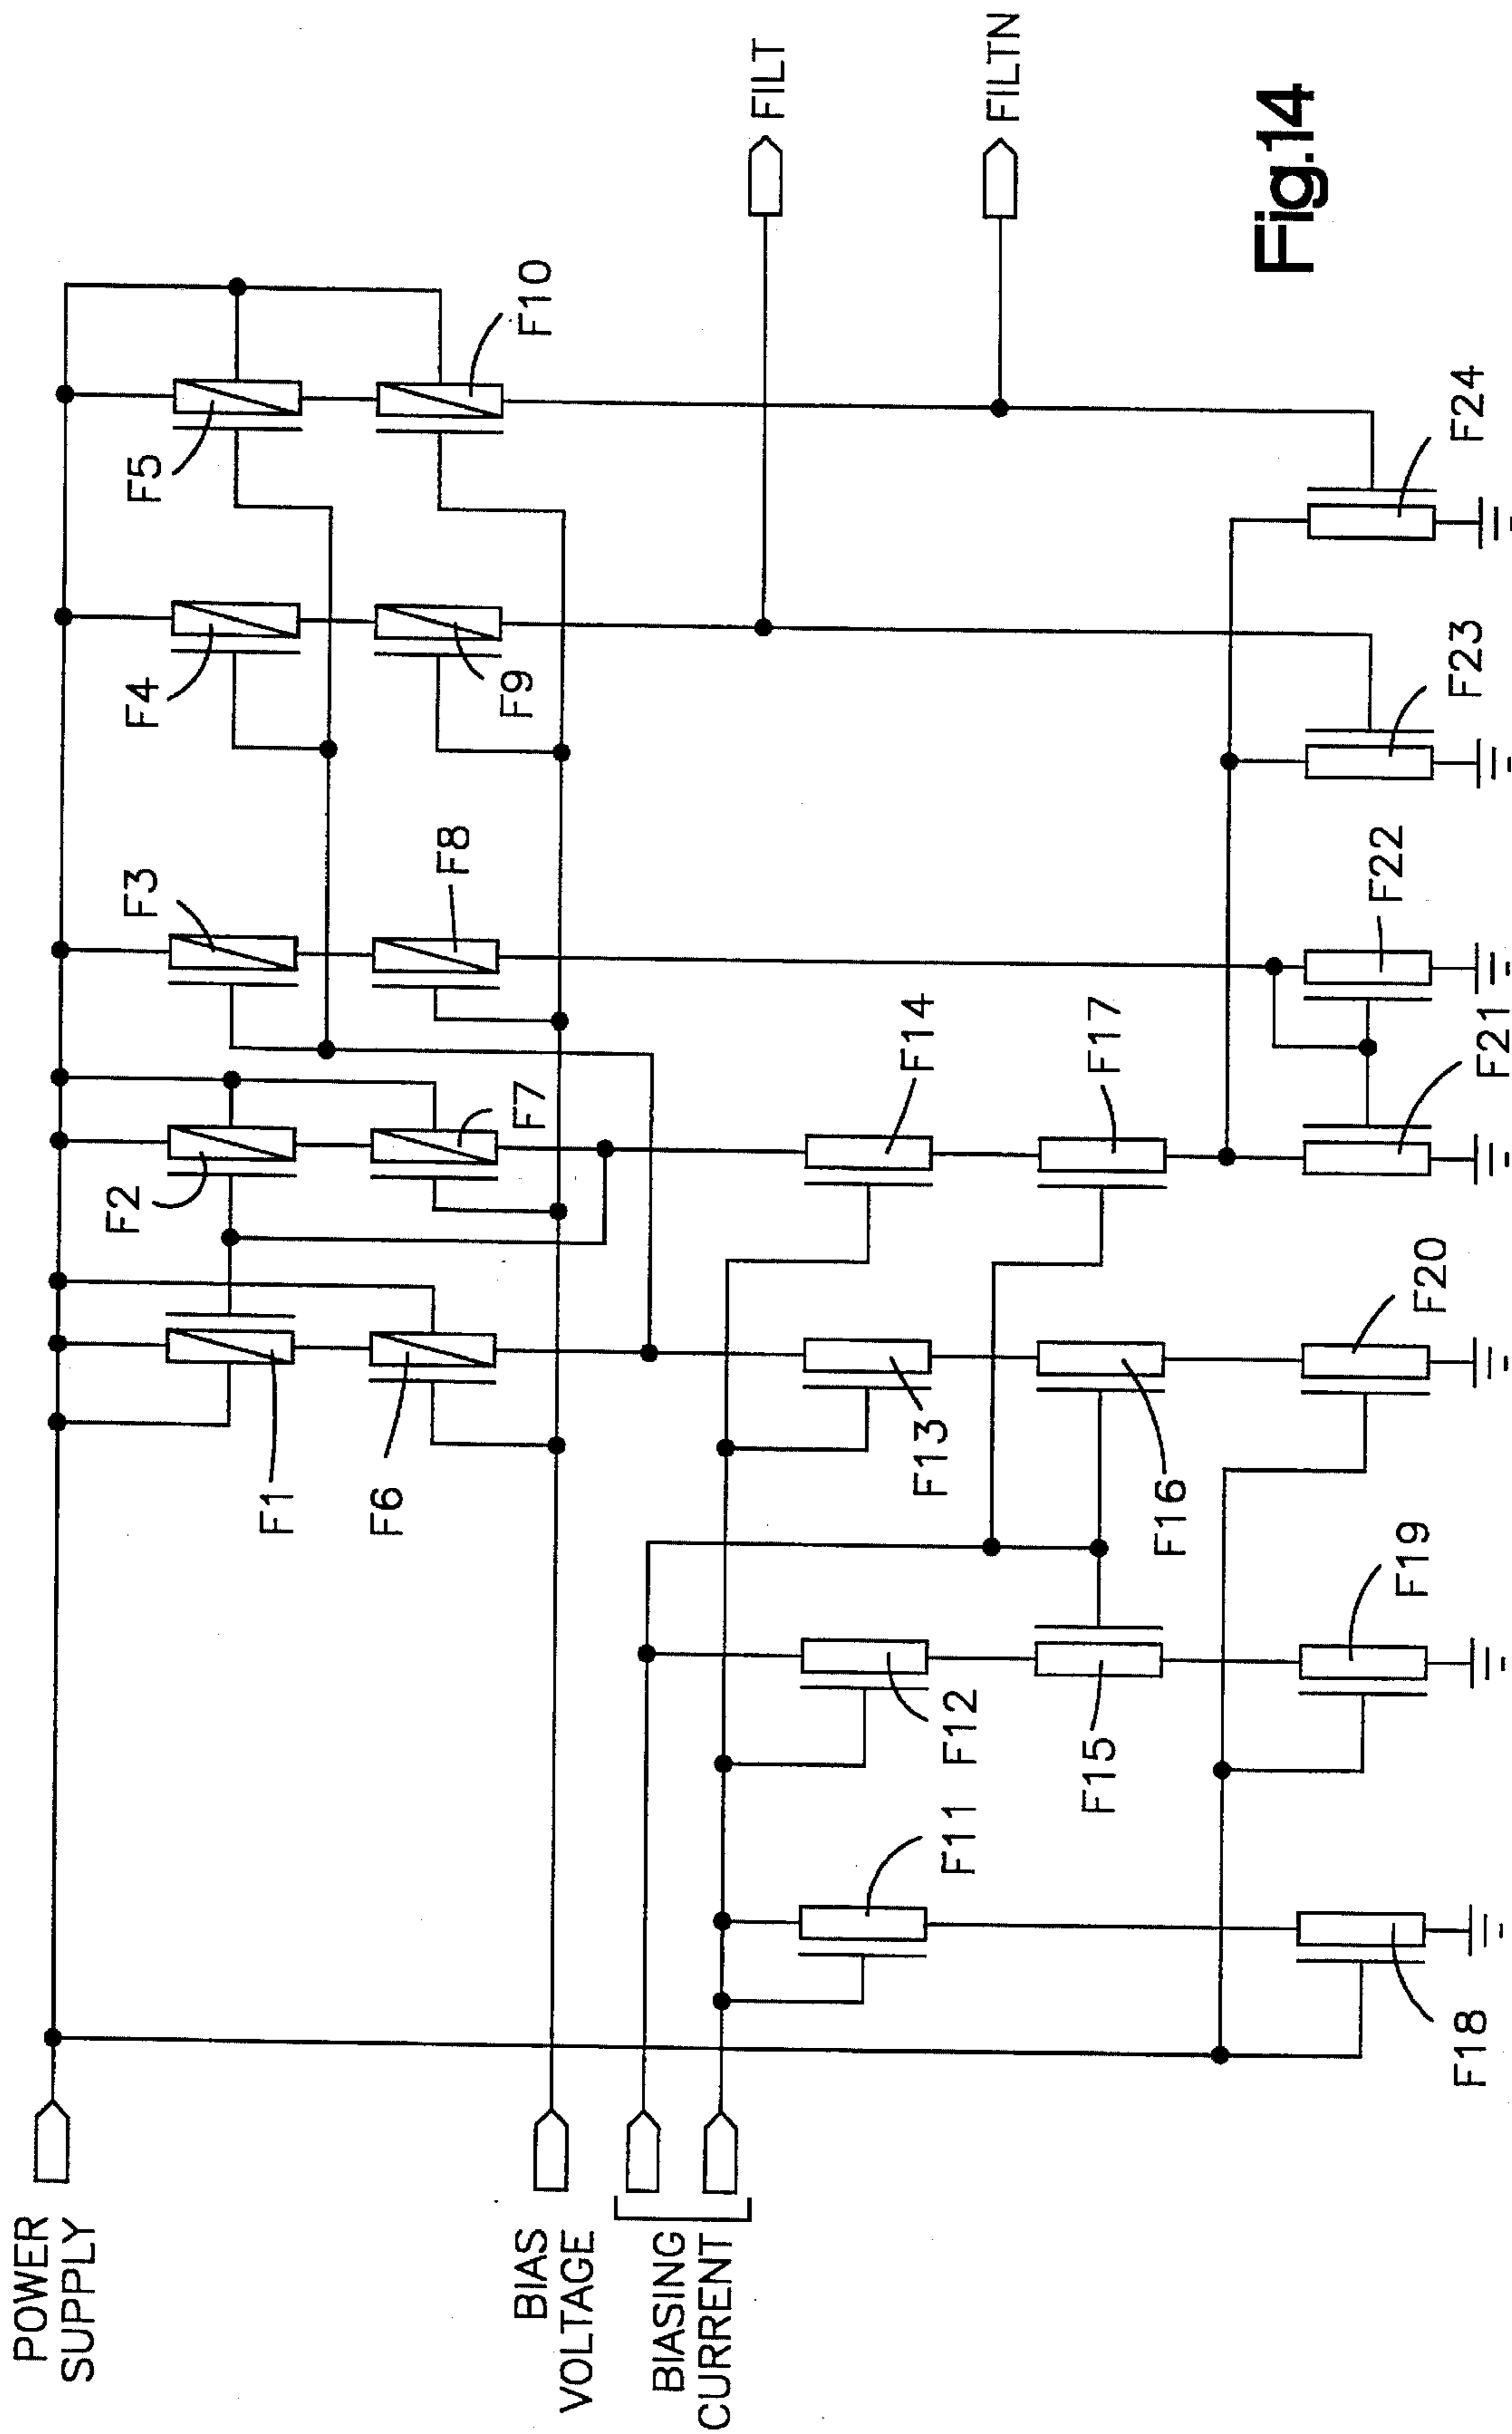 POWER
SUPPLY
BIAS
VOLTAGE
BIASING
CURRENT
F1
F2
F3
F4
F5
F6
F7
F8
F9
F10
F11
F12
F13
F14
F15
F16
F17
F18
F19
F20
F21
F22
F23
F24
FILT
FILTN
Fig.14